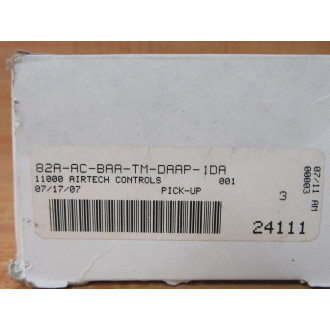 82A-AC-BAA-TM-DAAP-1DA
11000 AIRTECH CONTROLS 001
07/17/07 PICK-UP
3
24111
07/11 AM
000003